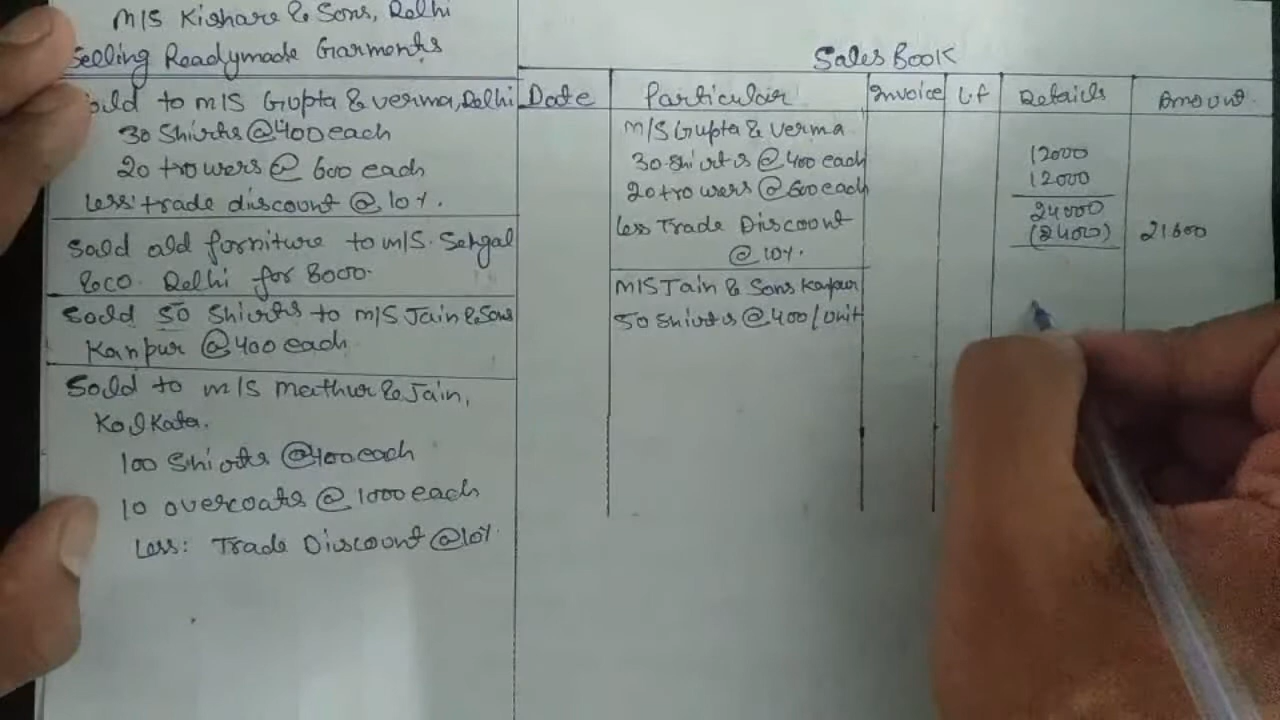 M/S Kishore & Sons, Delhi
Selling Readymade Garments
Sold to M/S Gupta & Verma, Delhi
30 Shirts @ 400 each
20 trowers @ 600 each
Less: trade discount @ 10%.
Sold old forniture to M/S. Sehgal
& CO. Delhi for 8000.
Sold 50 Shirts to M/S Jain & Sons
Kanpur @ 400 each
Sold to M/S Mathur & Jain,
Kolkata.
100 Shirts @ 400 each
10 overcoats @ 1000 each
Less: Trade Discount @ 10%.
Sales Book
Date Particular Invoice Lf Details Amount
M/S Gupta & Verma
30 Shirts @ 400 each 12000
20 trowers @ 600 each 12000
24000
Less Trade Discount (2400) 21600
@ 10%.
M/S Jain & Sons Kanpur
50 Shirts @ 400/Unit